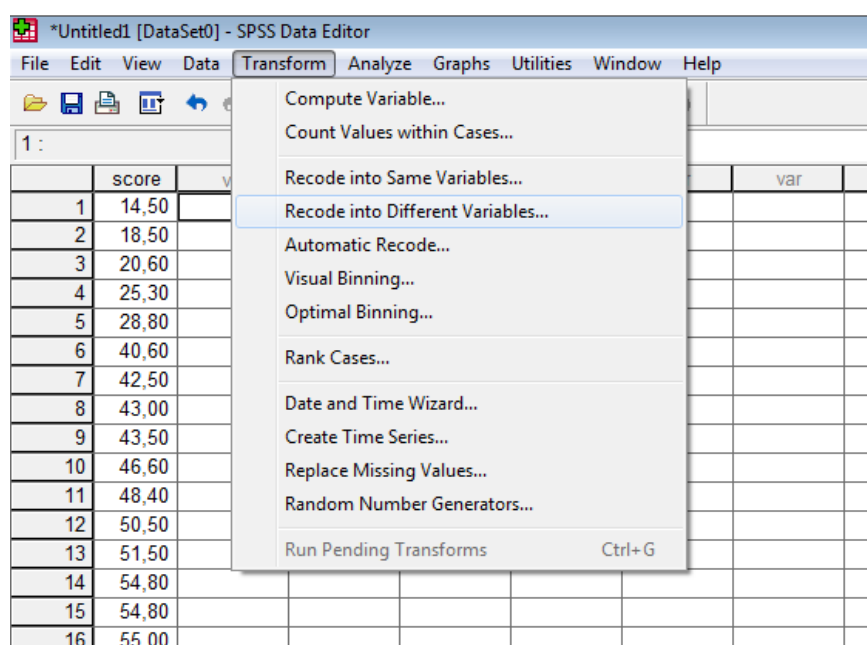 *Untitled1 [DataSet0] - SPSS Data Editor
File Edit View Data Transform Analyze Graphs Utilities Window Help
1 :
Compute Variable...
Count Values within Cases...
Recode into Same Variables...
Recode into Different Variables...
Automatic Recode...
Visual Binning...
Optimal Binning...
Rank Cases...
Date and Time Wizard...
Create Time Series...
Replace Missing Values...
Random Number Generators...
Run Pending Transforms Ctrl+G
score var
1 14,50
2 18,50
3 20,60
4 25,30
5 28,80
6 40,60
7 42,50
8 43,00
9 43,50
10 46,60
11 48,40
12 50,50
13 51,50
14 54,80
15 54,80
16 55,00